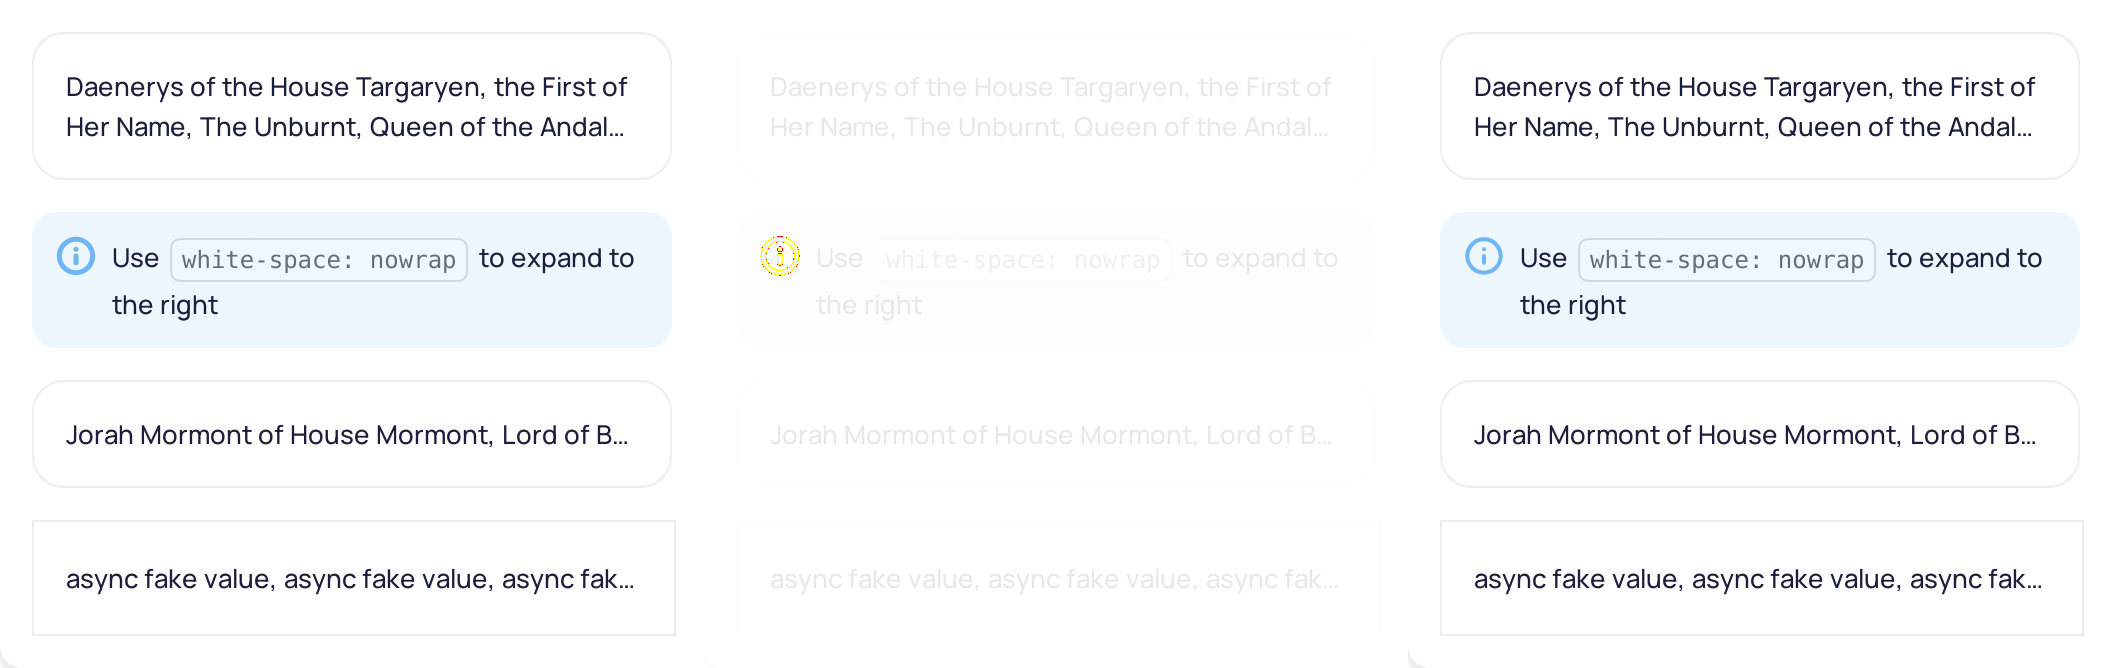 Daenerys of the House Targaryen, the First of
Her Name, The Unburnt, Queen of the Andal...
Use white-space: nowrap to expand to
the right
Jorah Mormont of House Mormont, Lord of B...
async fake value, async fake value, async fak...
Daenerys of the House Targaryen, the First of
Her Name, The Unburnt, Queen of the Andal...
Use white-space: nowrap to expand to
the right
Jorah Mormont of House Mormont, Lord of B...
async fake value, async fake value, async fak...
Daenerys of the House Targaryen, the First of
Her Name, The Unburnt, Queen of the Andal...
Use white-space: nowrap to expand to
the right
Jorah Mormont of House Mormont, Lord of B...
async fake value, async fake value, async fak...